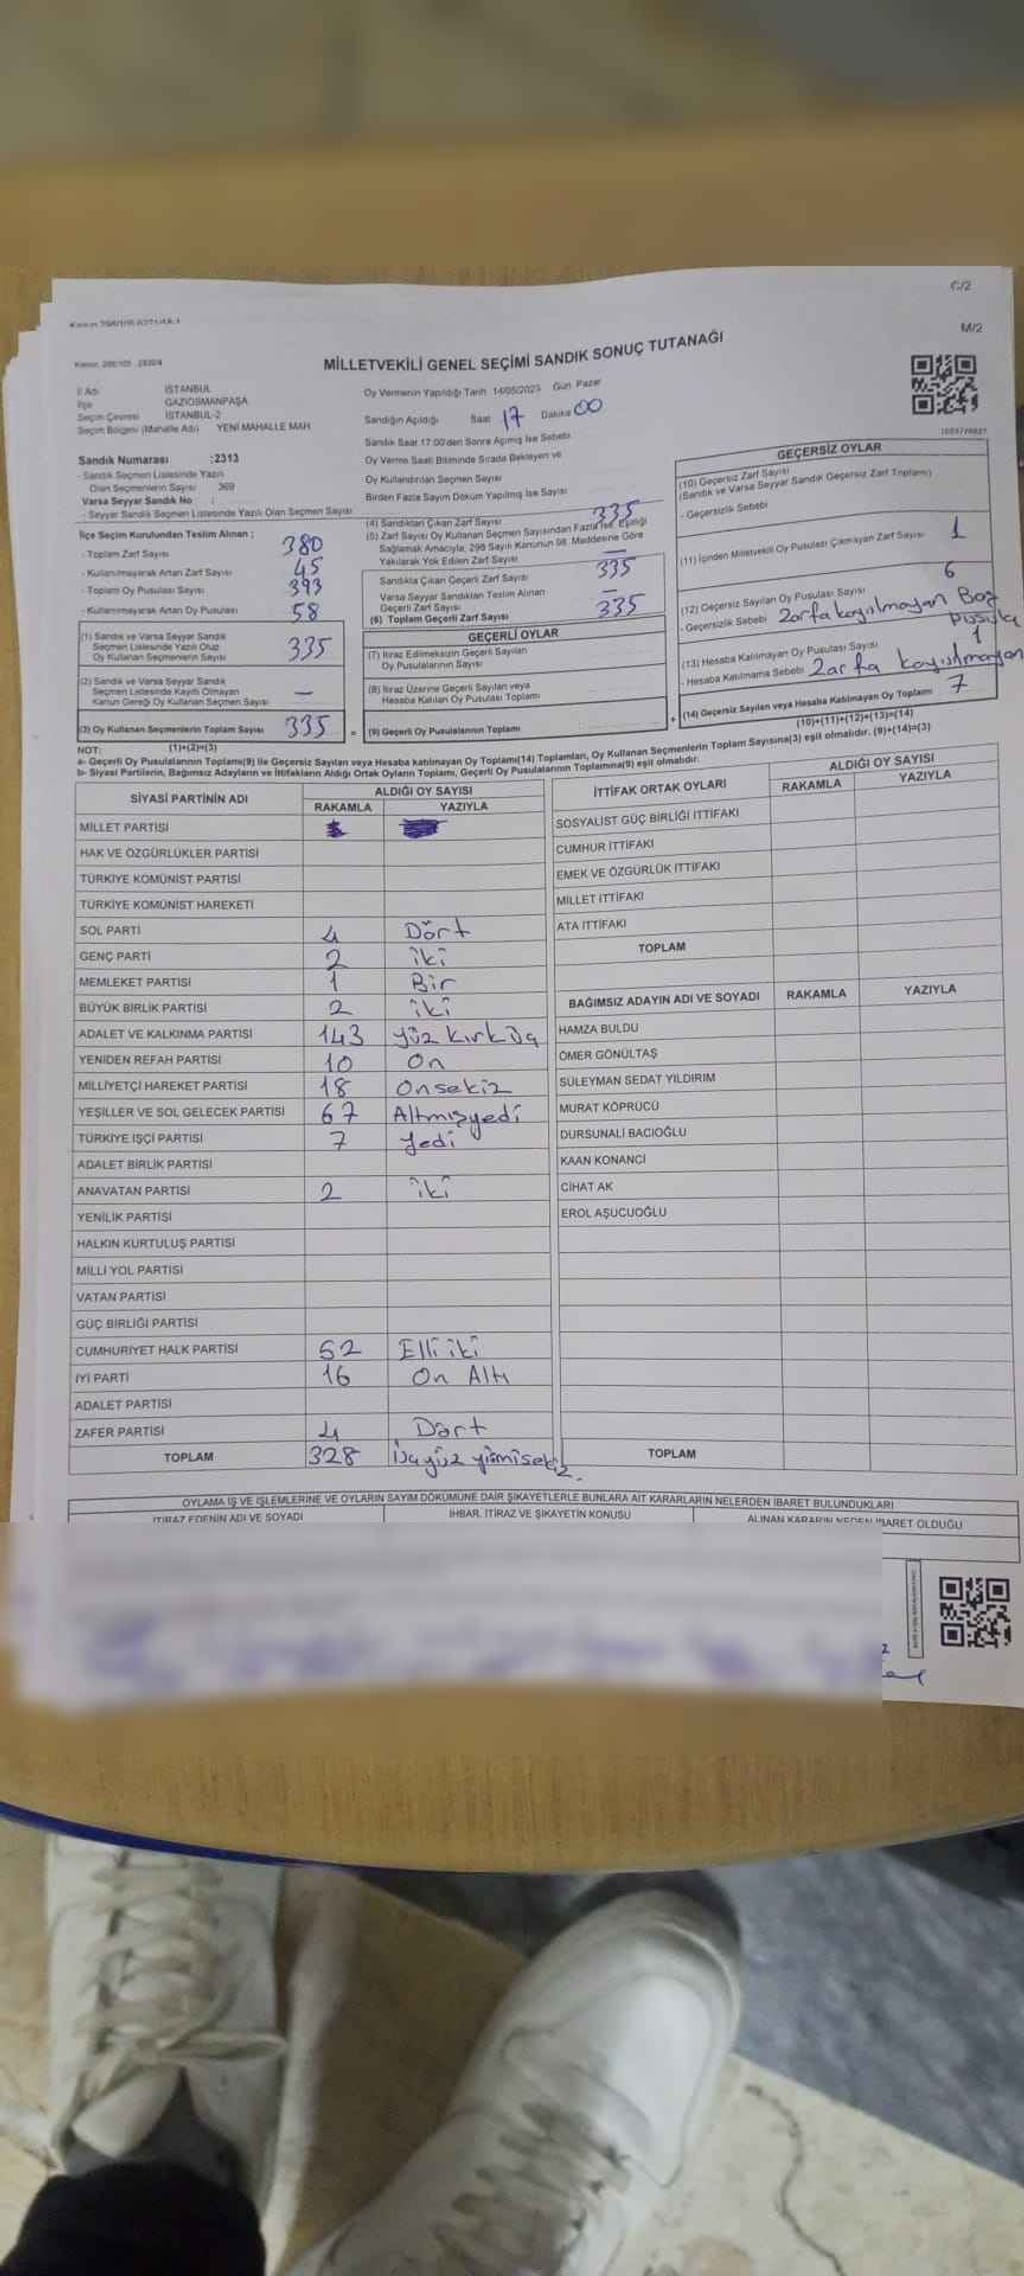 C/2
M/2
MİLLETVEKİLİ GENEL SEÇİMİ SANDIK SONUÇ TUTANAĞI
İl Adı İSTANBUL
İlçe GAZİOSMANPAŞA
Seçim Çevresi İSTANBUL-2
Seçim Bölgesi (Mahalle Adı) YENİ MAHALLE MAH
Oy Vermenin Yapıldığı Tarih 14/05/2023 Gün Pazar
Sandığın Açıldığı Saat 17 Dakika 00
Sandık Saat 17:00'den Sonra Açmış İse Sebebi
Oy Verme Saati Bitiminde Sırada Bekleyen ve
Oy Kullandırılan Seçmen Sayısı
Birden Fazla Sayım Döküm Yapılmış İse Sayısı
Sandık Numarası :2313
- Sandık Seçmen Listesinde Yazılı
Olan Seçmenlerin Sayısı 369
Varsa Seyyar Sandık No :
- Seyyar Sandık Seçmen Listesinde Yazılı Olan Seçmen Sayısı
İlçe Seçim Kurulundan Teslim Alınan ;
- Toplam Zarf Sayısı 380
- Kullanılmayarak Artan Zarf Sayısı 45
- Toplam Oy Pusulası Sayısı 393
- Kullanılmayarak Artan Oy Pusulası 58
(1) Sandık ve Varsa Seyyar Sandık
Seçmen Listesinde Yazılı Olup
Oy Kullanan Seçmenlerin Sayısı 335
(2) Sandık ve Varsa Seyyar Sandık
Seçmen Listesinde Kayıtlı Olmayan
Kanun Gereği Oy Kullanan Seçmen Sayısı —
(3) Oy Kullanan Seçmenlerin Toplam Sayısı 335
(1)+(2)=(3)
(4) Sandıktan Çıkan Zarf Sayısı 335
(5) Zarf Sayısı Oy Kullanan Seçmen Sayısından Fazla İse, Eşitliği
Sağlamak Amacıyla, 298 Sayılı Kanunun 98. Maddesine Göre
Yakılarak Yok Edilen Zarf Sayısı —
Sandıkta Çıkan Geçerli Zarf Sayısı 335
Varsa Seyyar Sandıktan Teslim Alınan
Geçerli Zarf Sayısı —
(6) Toplam Geçerli Zarf Sayısı 335
GEÇERLİ OYLAR
(7) İtiraz Edilmeksizin Geçerli Sayılan
Oy Pusulalarının Sayısı
(8) İtiraz Üzerine Geçerli Sayılan veya
Hesaba Katılan Oy Pusulası Toplamı
= (9) Geçerli Oy Pusulalarının Toplamı +
GEÇERSİZ OYLAR
(10) Geçersiz Zarf Sayısı
(Sandık ve Varsa Seyyar Sandık Geçersiz Zarf Toplamı)
- Geçersizlik Sebebi
(11) İçinden Milletvekili Oy Pusulası Çıkmayan Zarf Sayısı 1
(12) Geçersiz Sayılan Oy Pusulası Sayısı 6
- Geçersizlik Sebebi Zarfa koyulmayan Boş
pusula
(13) Hesaba Katılmayan Oy Pusulası Sayısı 1
- Hesaba Katılmama Sebebi Zarfa koyulmayan
(14) Geçersiz Sayılan veya Hesaba Katılmayan Oy Toplamı 7
(10)+(11)+(12)+(13)=(14)
NOT:
a- Geçerli Oy Pusulalarının Toplamı(9) ile Geçersiz Sayılan veya Hesaba katılmayan Oy Toplamı(14) Toplamları, Oy Kullanan Seçmenlerin Toplam Sayısına(3) eşit olmalıdır. (9)+(14)=(3)
b- Siyasi Partilerin, Bağımsız Adayların ve İttifakların Aldığı Ortak Oyların Toplamı, Geçerli Oy Pusulalarının Toplamına(9) eşit olmalıdır.
SİYASİ PARTİNİN ADI ALDIĞI OY SAYISI
RAKAMLA YAZIYLA
MİLLET PARTİSİ
HAK VE ÖZGÜRLÜKLER PARTİSİ
TÜRKİYE KOMÜNİST PARTİSİ
TÜRKİYE KOMÜNİST HAREKETİ
SOL PARTİ 4 Dört
GENÇ PARTİ 2 iki
MEMLEKET PARTİSİ 1 Bir
BÜYÜK BİRLİK PARTİSİ 2 iki
ADALET VE KALKINMA PARTİSİ 143 yüz kırk üç
YENİDEN REFAH PARTİSİ 10 On
MİLLİYETÇİ HAREKET PARTİSİ 18 Onsekiz
YEŞİLLER VE SOL GELECEK PARTİSİ 67 Altmışyedi
TÜRKİYE İŞÇİ PARTİSİ 7 Yedi
ADALET BİRLİK PARTİSİ
ANAVATAN PARTİSİ 2 iki
YENİLİK PARTİSİ
HALKIN KURTULUŞ PARTİSİ
MİLLİ YOL PARTİSİ
VATAN PARTİSİ
GÜÇ BİRLİĞİ PARTİSİ
CUMHURİYET HALK PARTİSİ 52 Elli iki
İYİ PARTİ 16 On Altı
ADALET PARTİSİ
ZAFER PARTİSİ 4 Dört
TOPLAM 328 Üçyüz yirmisekiz.
İTTİFAK ORTAK OYLARI ALDIĞI OY SAYISI
RAKAMLA YAZIYLA
SOSYALİST GÜÇ BİRLİĞİ İTTİFAKI
CUMHUR İTTİFAKI
EMEK VE ÖZGÜRLÜK İTTİFAKI
MİLLET İTTİFAKI
ATA İTTİFAKI
TOPLAM
BAĞIMSIZ ADAYIN ADI VE SOYADI RAKAMLA YAZIYLA
HAMZA BULDU
ÖMER GÖNÜLTAŞ
SÜLEYMAN SEDAT YILDIRIM
MURAT KÖPRÜCÜ
DURSUNALİ BACIOĞLU
KAAN KONANCI
CİHAT AK
EROL AŞUCUOĞLU
TOPLAM
OYLAMA İŞ VE İŞLEMLERİNE VE OYLARIN SAYIM DÖKÜMÜNE DAİR ŞİKAYETLERLE BUNLARA AİT KARARLARIN NELERDEN İBARET BULUNDUKLARI
İTİRAZ EDENİN ADI VE SOYADI İHBAR, İTİRAZ VE ŞİKAYETİN KONUSU ALINAN KARARIN NEDEN İBARET OLDUĞU